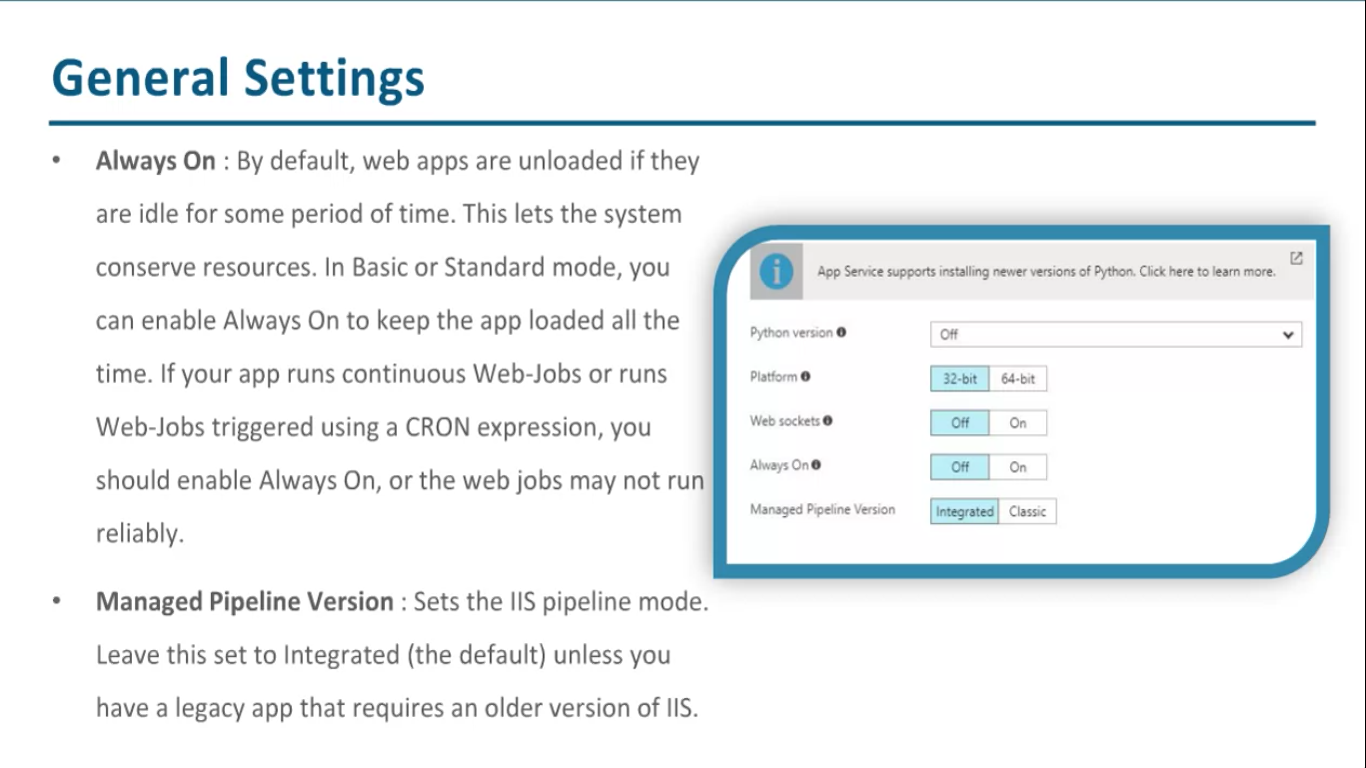 General Settings
• Always On : By default, web apps are unloaded if they
are idle for some period of time. This lets the system
conserve resources. In Basic or Standard mode, you
can enable Always On to keep the app loaded all the
time. If your app runs continuous Web-Jobs or runs
Web-Jobs triggered using a CRON expression, you
should enable Always On, or the web jobs may not run
reliably.
• Managed Pipeline Version : Sets the IIS pipeline mode.
Leave this set to Integrated (the default) unless you
have a legacy app that requires an older version of IIS.
App Service supports installing newer versions of Python. Click here to learn more.
Python version Off
Platform 32-bit 64-bit
Web sockets Off On
Always On Off On
Managed Pipeline Version Integrated Classic